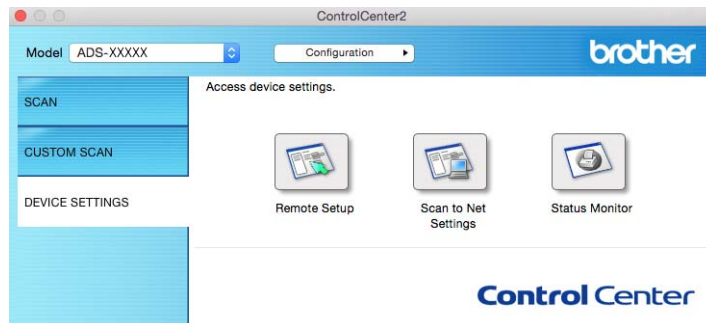 ControlCenter2
Model ADS-XXXXX Configuration brother
SCAN
CUSTOM SCAN
DEVICE SETTINGS
Access device settings.
Remote Setup
Scan to Net
Settings
Status Monitor
Control Center